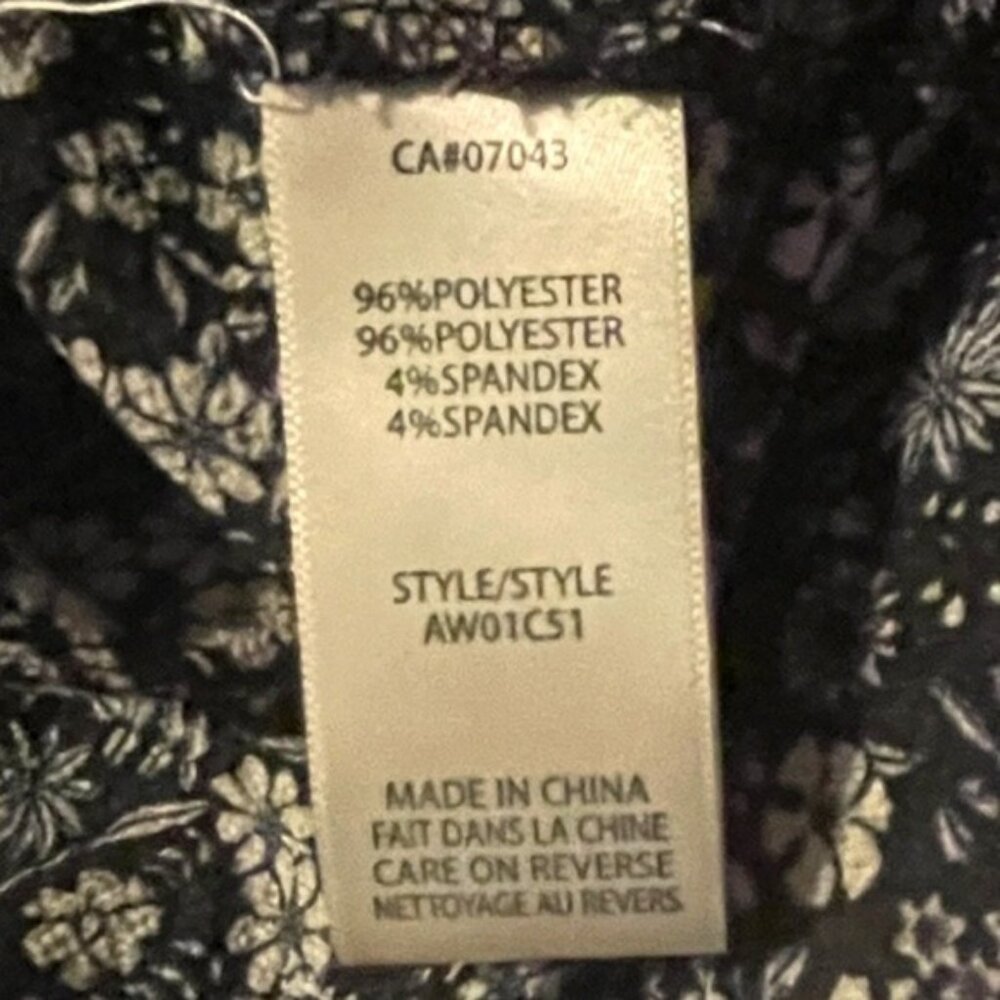 CA#07043
96%POLYESTER
96%POLYESTER
4%SPANDEX
4%SPANDEX
STYLE/STYLE
AW01C51
MADE IN CHINA
FAIT DANS LA CHINE
CARE ON REVERSE
NETTOYAGE AU REVERS